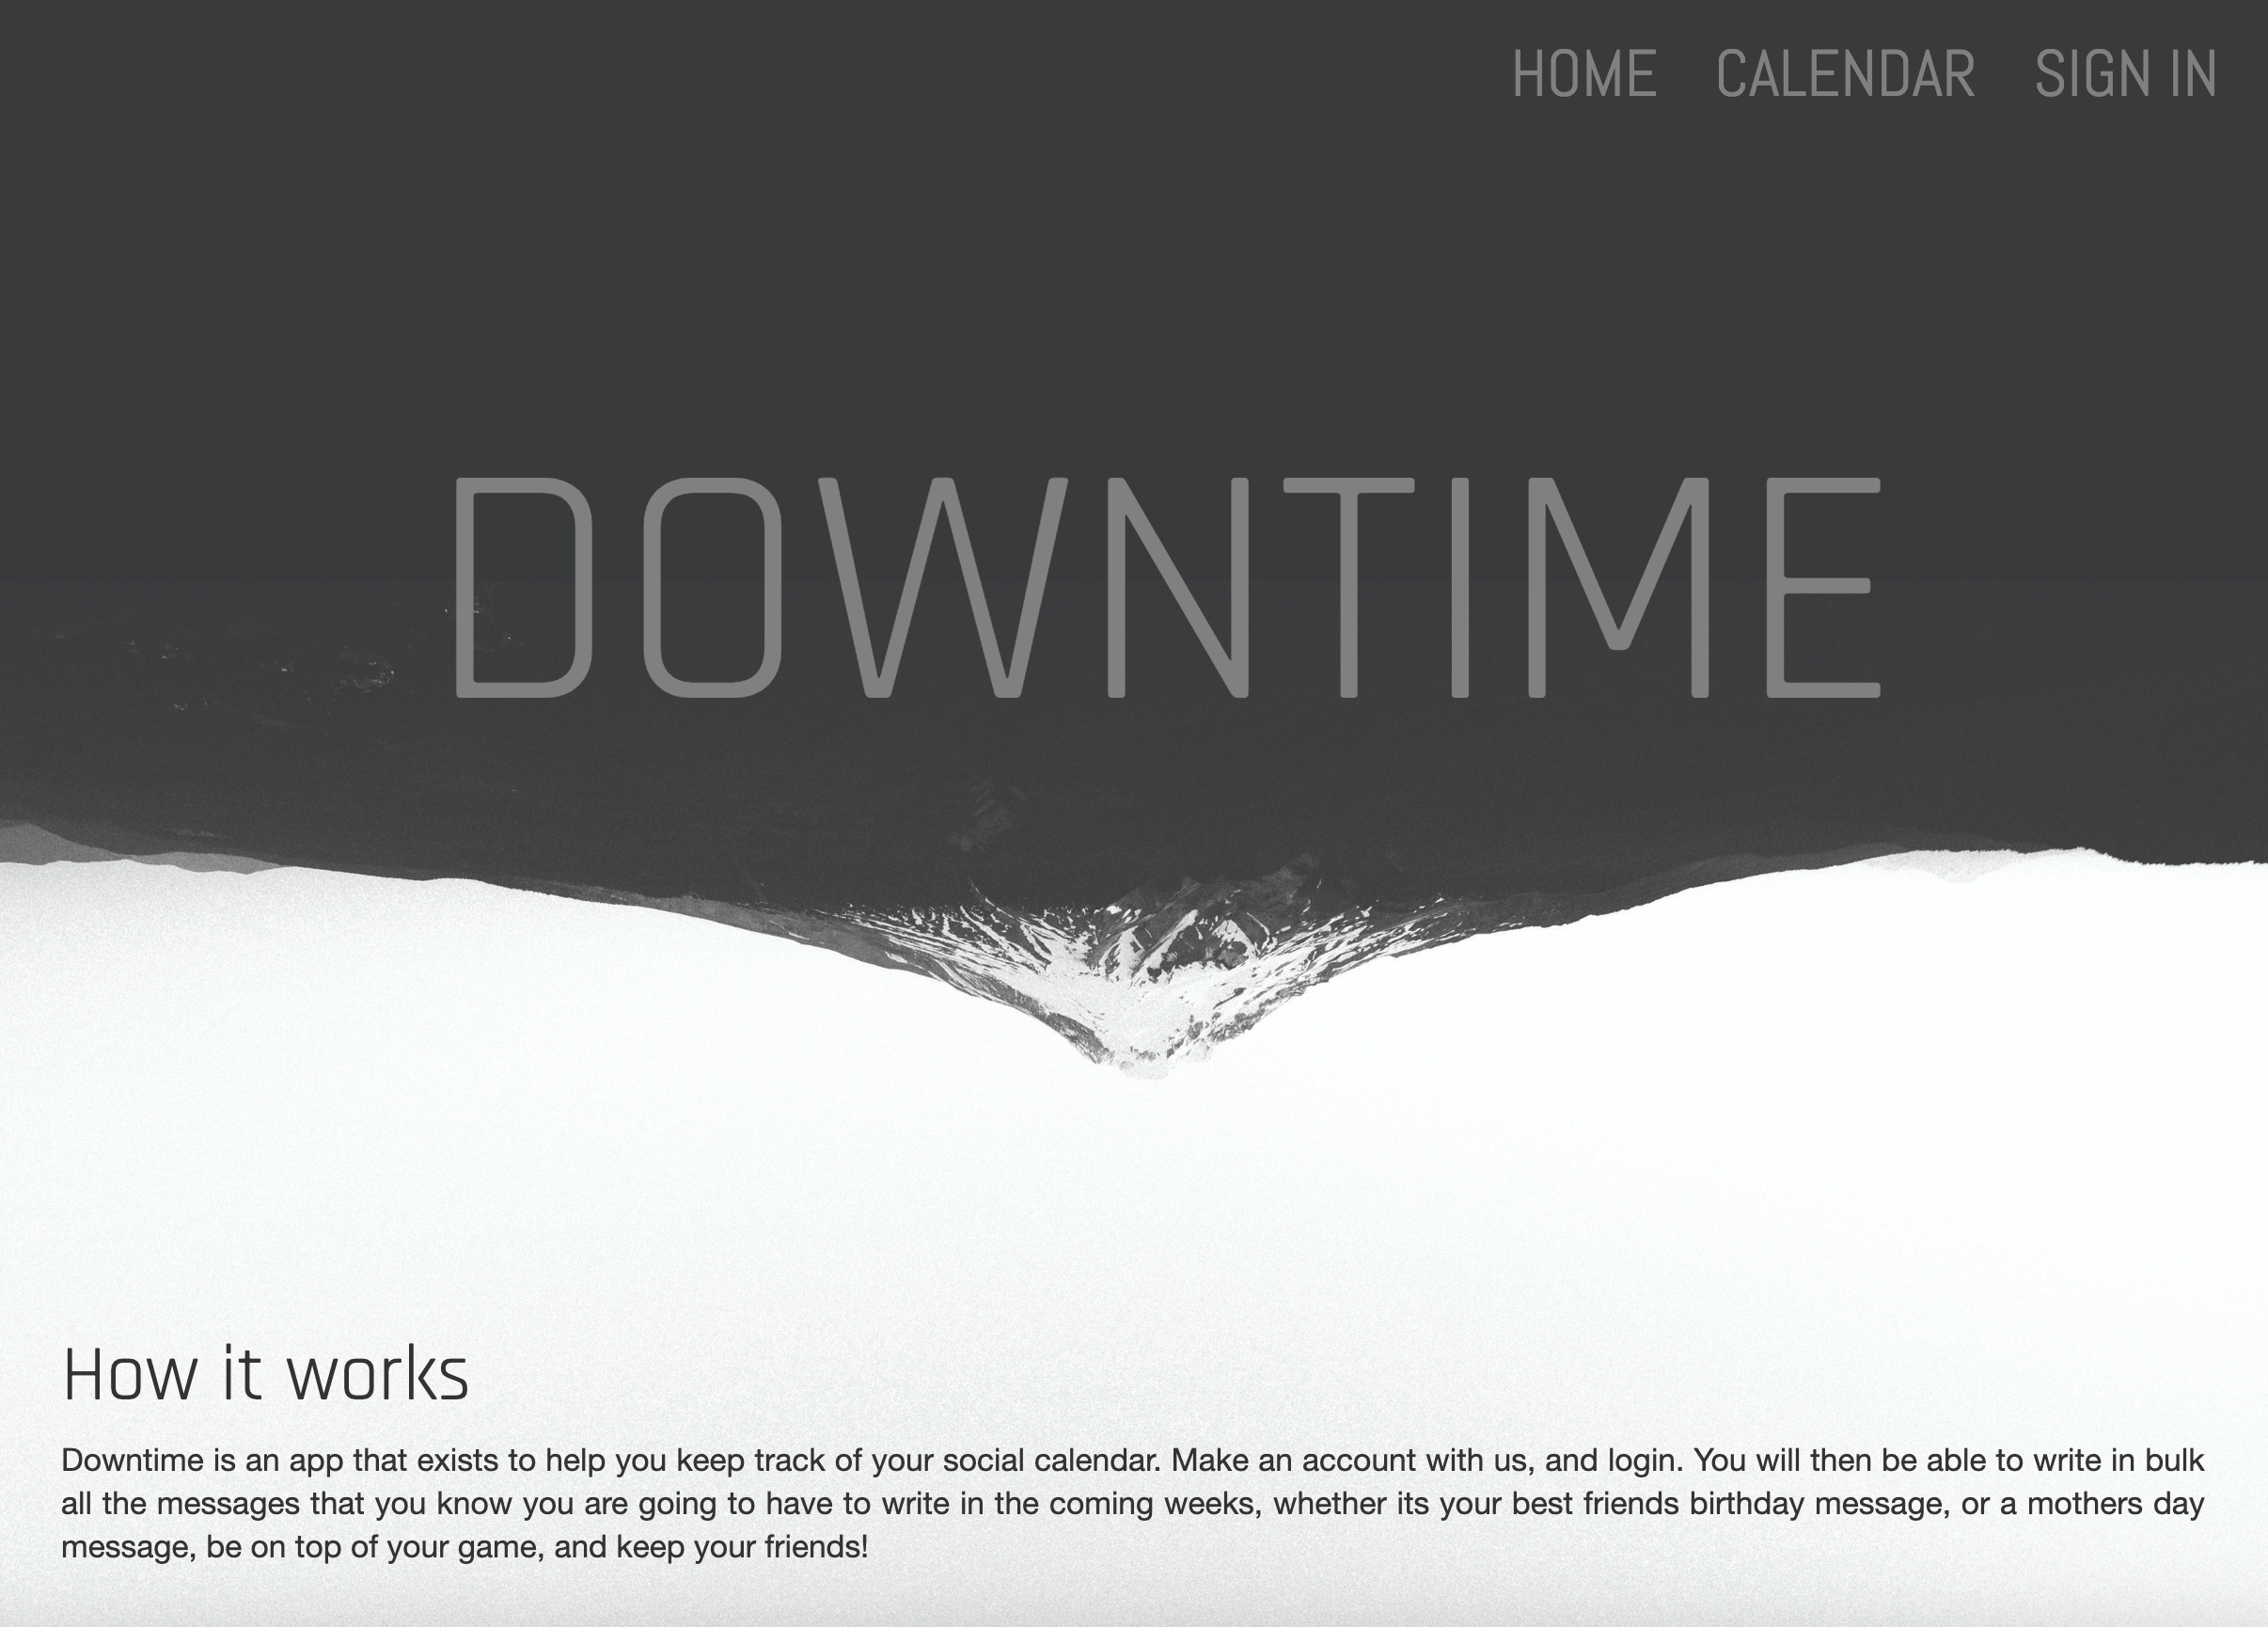 HOME CALENDAR SIGN IN
DOWNTIME
How it works
Downtime is an app that exists to help you keep track of your social calendar. Make an account with us, and login. You will then be able to write in bulk
all the messages that you know you are going to have to write in the coming weeks, whether its your best friends birthday message, or a mothers day
message, be on top of your game, and keep your friends!